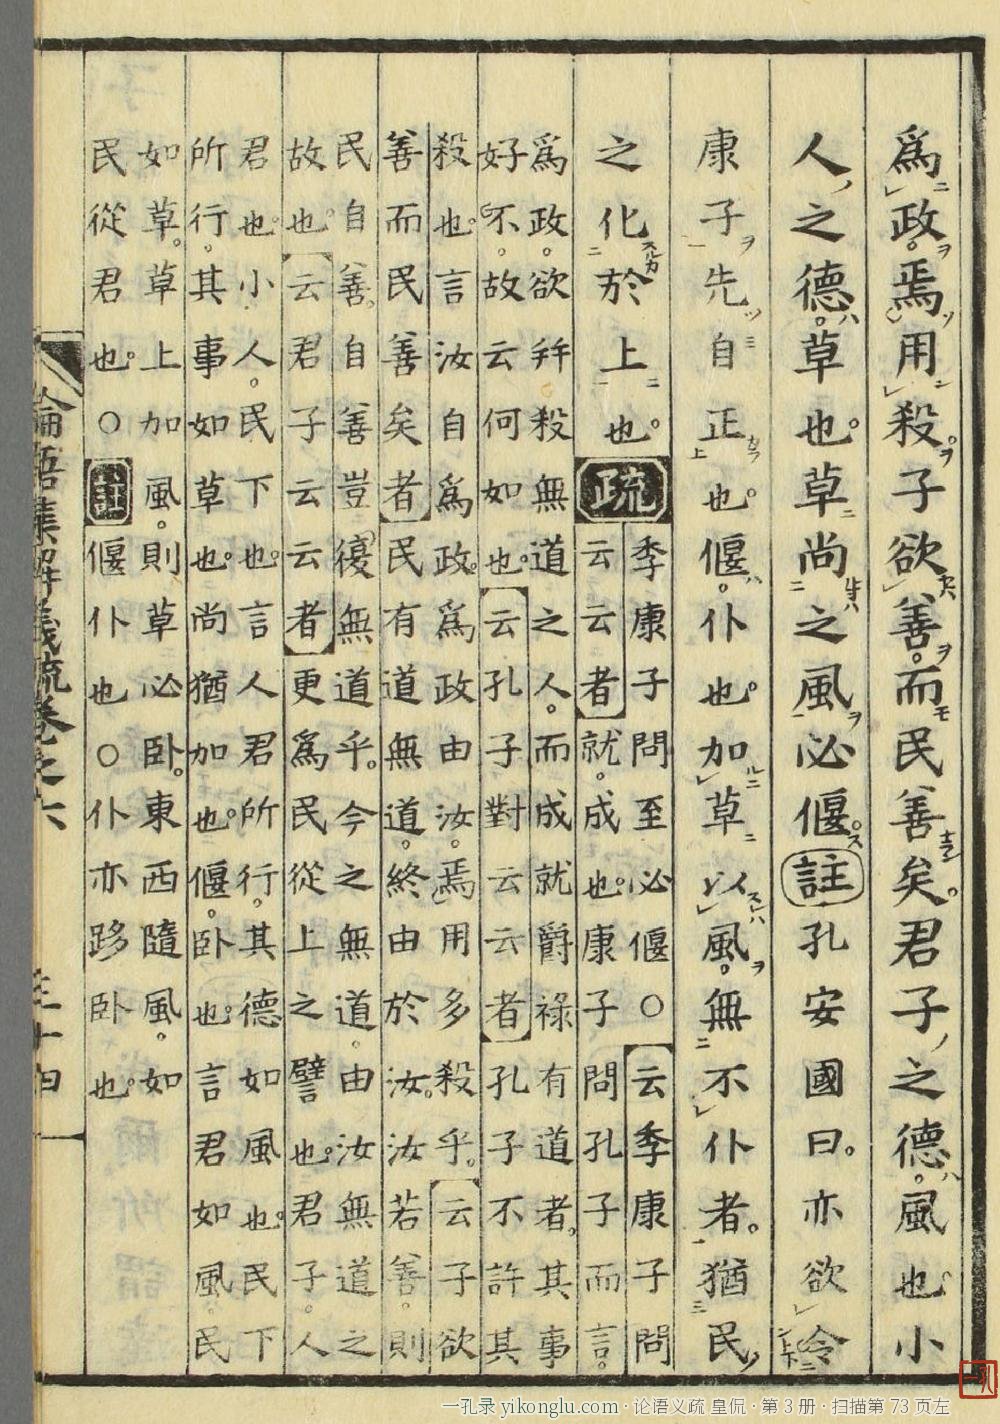 爲政焉用殺子欲善而民善矣君子之德風也小
人之德草也草尚之風必偃註孔安國曰亦欲令
康子先自正也偃仆也加草以風無不仆者猶民
之化於上也疏
季康子問至必偃〇云季康子問
云云者就成也康子問孔子而言
爲政欲幷殺無道之人而成就爵祿有道者其事
好不故云何如也云孔子對云云者孔子不許其
殺也言汝自爲政爲政由汝焉用多殺乎云子欲
善而民善矣者民有道無道終由於汝汝若善則
民自善自善豈復無道乎今之無道由汝無道之
故也云君子云云者更爲民從上之譬也君子人
君也小人民下也言人君所行其德如風也民下
所行其事如草也尚猶加也偃臥也言君如風民
如草草上加風則草必臥東西隨風如
民從君也〇註偃仆也〇仆亦踣臥也
論語集解義疏卷之六
三十四
一孔录 yikonglu.com · 论语义疏 皇侃 · 第 3 册 · 扫描第 73 页左